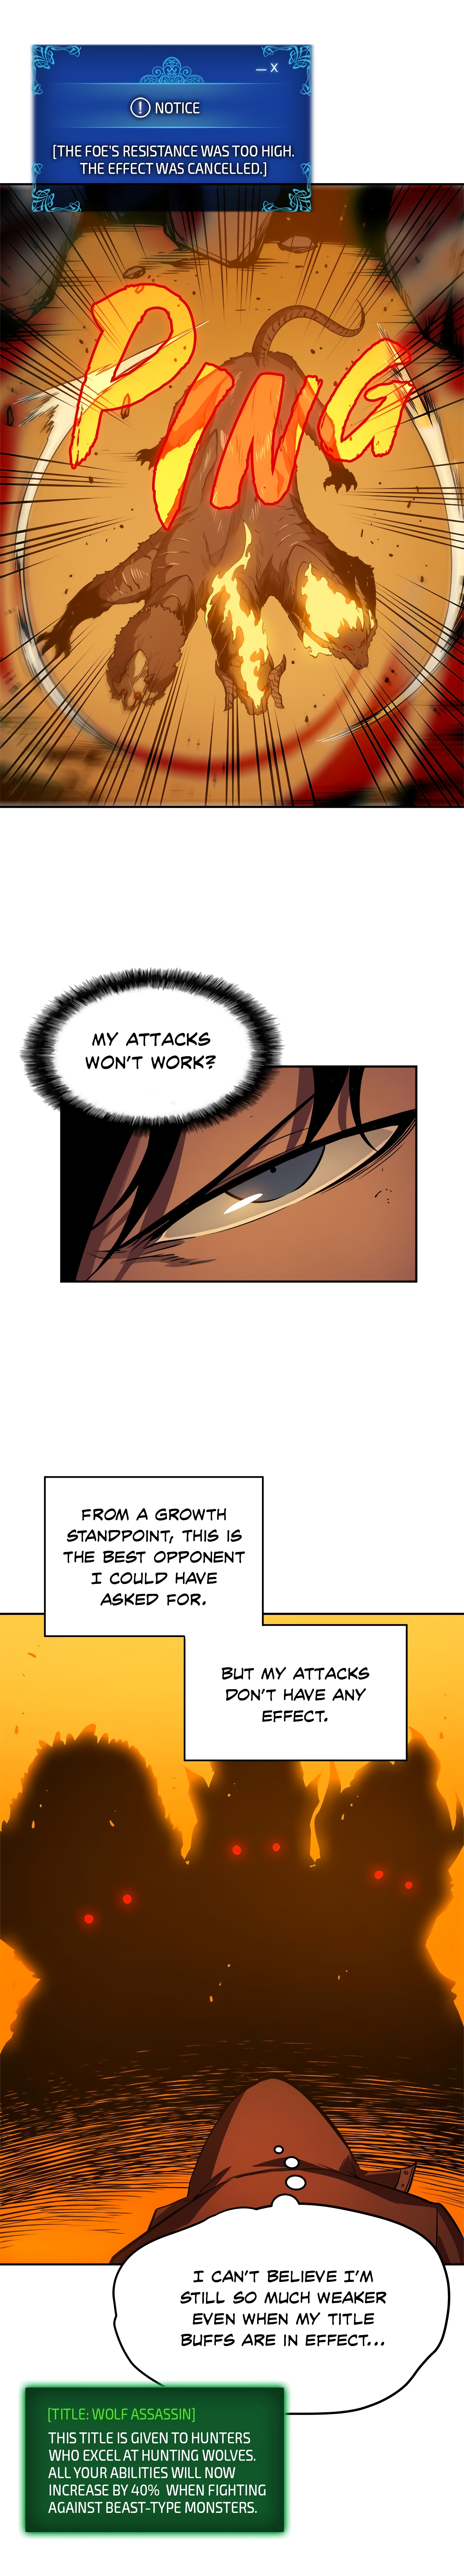 — X
! NOTICE
[THE FOE'S RESISTANCE WAS TOO HIGH.
THE EFFECT WAS CANCELLED.]
PING
MY ATTACKS
WON'T WORK?
FROM A GROWTH
STANDPOINT, THIS IS
THE BEST OPPONENT
I COULD HAVE
ASKED FOR.
BUT MY ATTACKS
DON'T HAVE ANY
EFFECT.
I CAN'T BELIEVE I'M
STILL SO MUCH WEAKER
EVEN WHEN MY TITLE
BUFFS ARE IN EFFECT...
[TITLE: WOLF ASSASSIN]
THIS TITLE IS GIVEN TO HUNTERS
WHO EXCEL AT HUNTING WOLVES.
ALL YOUR ABILITIES WILL NOW
INCREASE BY 40% WHEN FIGHTING
AGAINST BEAST-TYPE MONSTERS.